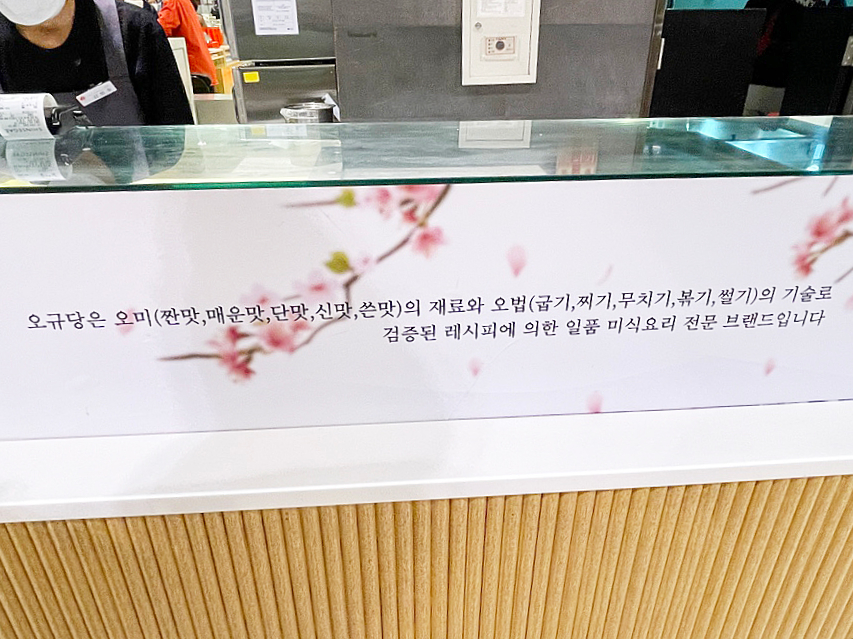 오규당은 오미(짠맛,매운맛,단맛,신맛,쓴맛)의 재료와 오법(굽기,찌기,무치기,볶기,썰기)의 기술로
검증된 레시피에 의한 일품 미식요리 전문 브랜드입니다